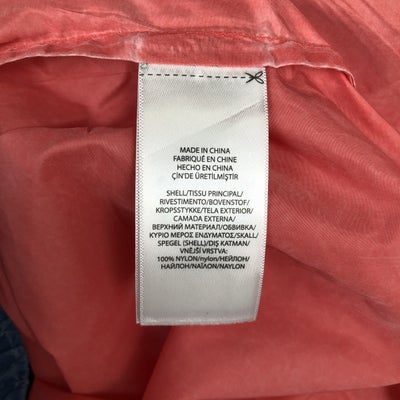 MADE IN CHINA
FABRIQUÉ EN CHINE
HECHO EN CHINA
ÇİN'DE ÜRETİLMİŞTİR
SHELL/TISSU PRINCIPAL/
RIVESTIMENTO/BOVENSTOF/
KROPSSTYKKE/TELA EXTERIOR/
CAMADA EXTERNA/
ВЕРХНИЙ МАТЕРИАЛ/ОБВИВКА/
ΚΥΡΙΟ ΜΕΡΟΣ ΕΝΔΥΜΑΤΟΣ/SKALL/
SPEGEL (SHELL)/DIŞ KATMAN/
VNĚJŠÍ VRSTVA:
100% NYLON/nylon/НЕЙЛОН/
НАЙЛОН/ΝΑΪΛΟΝ/NAYLON